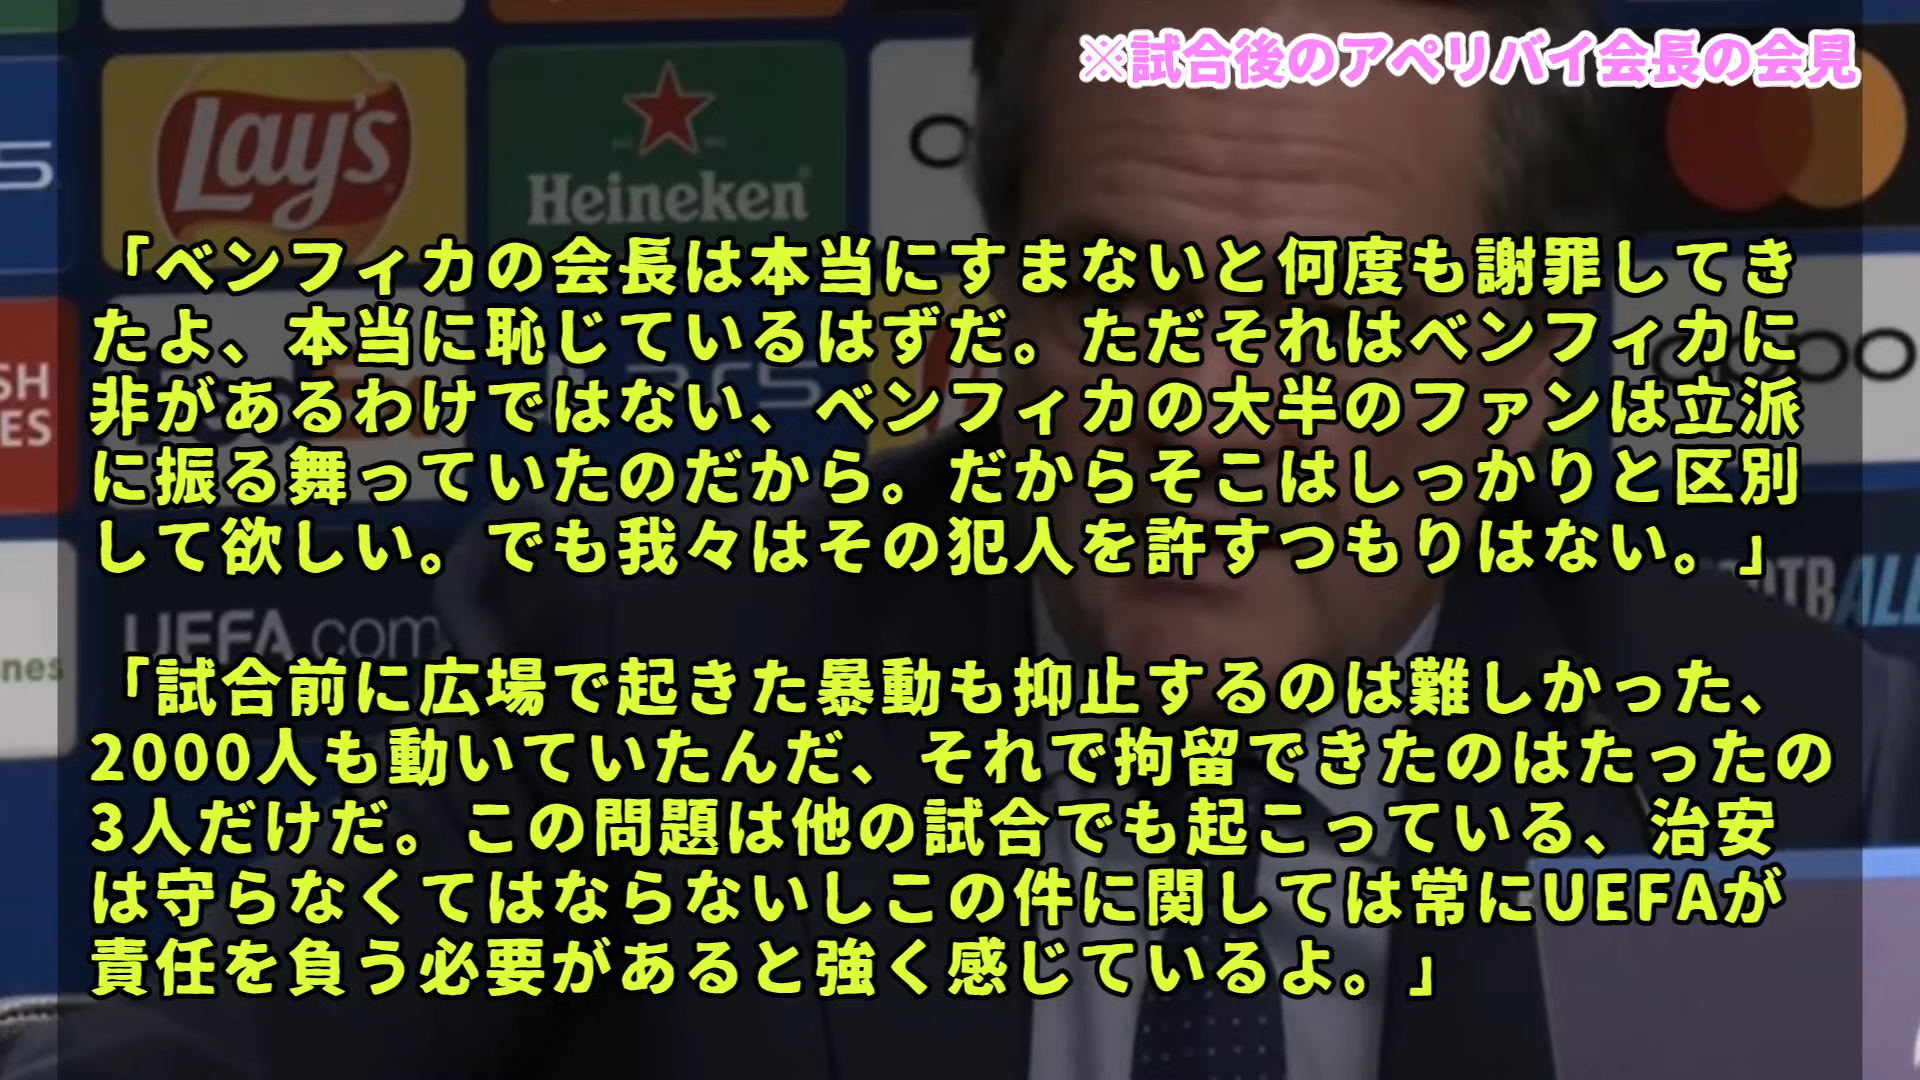 ※試合後のアペリバイ会長の会見
Lay's
Heineken
「ベンフィカの会長は本当にすまないと何度も謝罪してき
たよ、本当に恥じているはずだ。ただそれはベンフィカに
非があるわけではない、ベンフィカの大半のファンは立派
に振る舞っていたのだから。だからそこはしっかりと区別
して欲しい。でも我々はその犯人を許すつもりはない。」
UEFA.com
「試合前に広場で起きた暴動も抑止するのは難しかった、
2000人も動いていたんだ、それで拘留できたのはたったの
3人だけだ。この問題は他の試合でも起こっている、治安
は守らなくてはならないしこの件に関しては常にUEFAが
責任を負う必要があると強く感じているよ。」